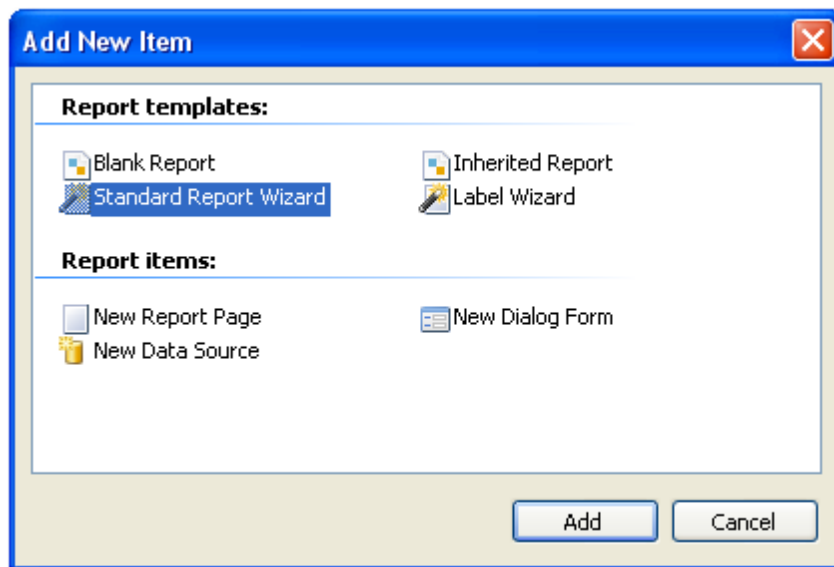 Add New Item
Report templates:
Blank Report
Inherited Report
Standard Report Wizard
Label Wizard
Report items:
New Report Page
New Dialog Form
New Data Source
Add
Cancel